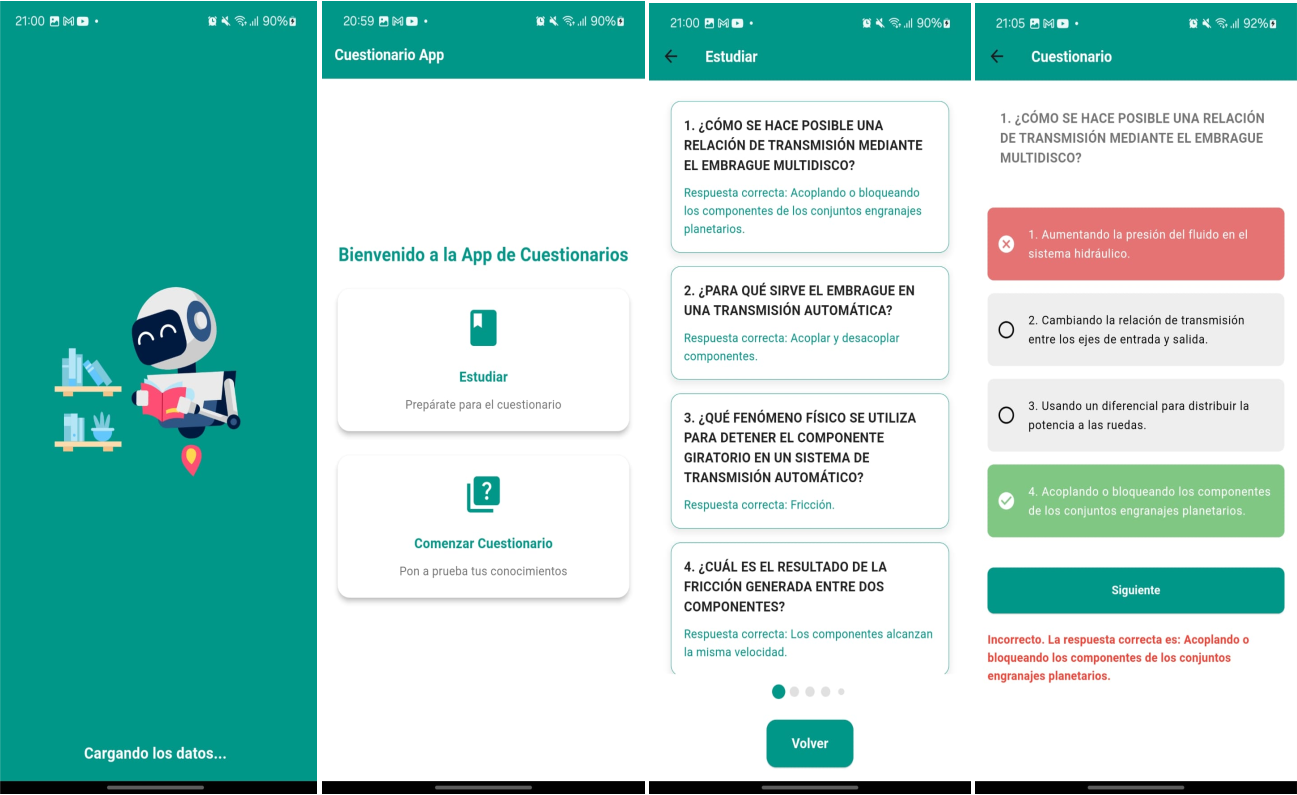 21:00
90%
Cargando los datos...
20:59
90%
Cuestionario App
Bienvenido a la App de Cuestionarios
Estudiar
Prepárate para el cuestionario
?
Comenzar Cuestionario
Pon a prueba tus conocimientos
21:00
90%
Estudiar
1. ¿CÓMO SE HACE POSIBLE UNA
RELACIÓN DE TRANSMISIÓN MEDIANTE
EL EMBRAGUE MULTIDISCO?
Respuesta correcta: Acoplando o bloqueando
los componentes de los conjuntos engranajes
planetarios.
2. ¿PARA QUÉ SIRVE EL EMBRAGUE EN
UNA TRANSMISIÓN AUTOMÁTICA?
Respuesta correcta: Acoplar y desacoplar
componentes.
3. ¿QUÉ FENÓMENO FÍSICO SE UTILIZA
PARA DETENER EL COMPONENTE
GIRATORIO EN UN SISTEMA DE
TRANSMISIÓN AUTOMÁTICO?
Respuesta correcta: Fricción.
4. ¿CUÁL ES EL RESULTADO DE LA
FRICCIÓN GENERADA ENTRE DOS
COMPONENTES?
Respuesta correcta: Los componentes alcanzan
la misma velocidad.
Volver
21:05
92%
Cuestionario
1. ¿CÓMO SE HACE POSIBLE UNA RELACIÓN
DE TRANSMISIÓN MEDIANTE EL EMBRAGUE
MULTIDISCO?
1. Aumentando la presión del fluido en el
sistema hidráulico.
2. Cambiando la relación de transmisión
entre los ejes de entrada y salida.
3. Usando un diferencial para distribuir la
potencia a las ruedas.
4. Acoplando o bloqueando los componentes
de los conjuntos engranajes planetarios.
Siguiente
Incorrecto. La respuesta correcta es: Acoplando o
bloqueando los componentes de los conjuntos
engranajes planetarios.